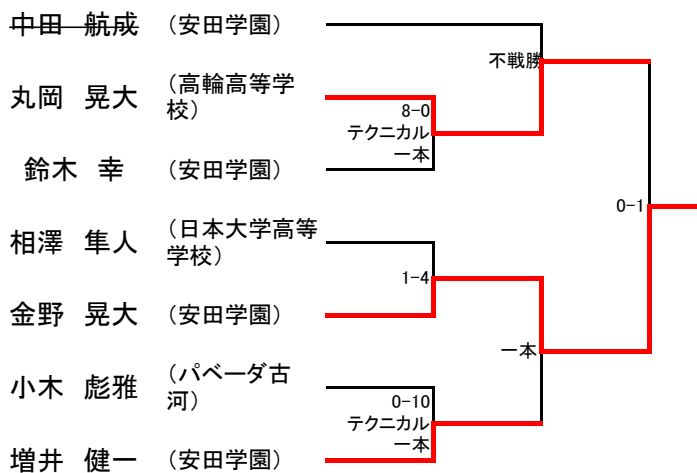 中田　航成　（安田学園）
不戦勝
丸岡　晃大　（高輪高等学
校）
8-0
テクニカル
一本
鈴木　幸　（安田学園）
0-1
相澤　隼人　（日本大学高等
学校）
1-4
金野　晃大　（安田学園）
一本
小木　彪雅　（パベーダ古
河）
0-10
テクニカル
一本
増井　健一　（安田学園）